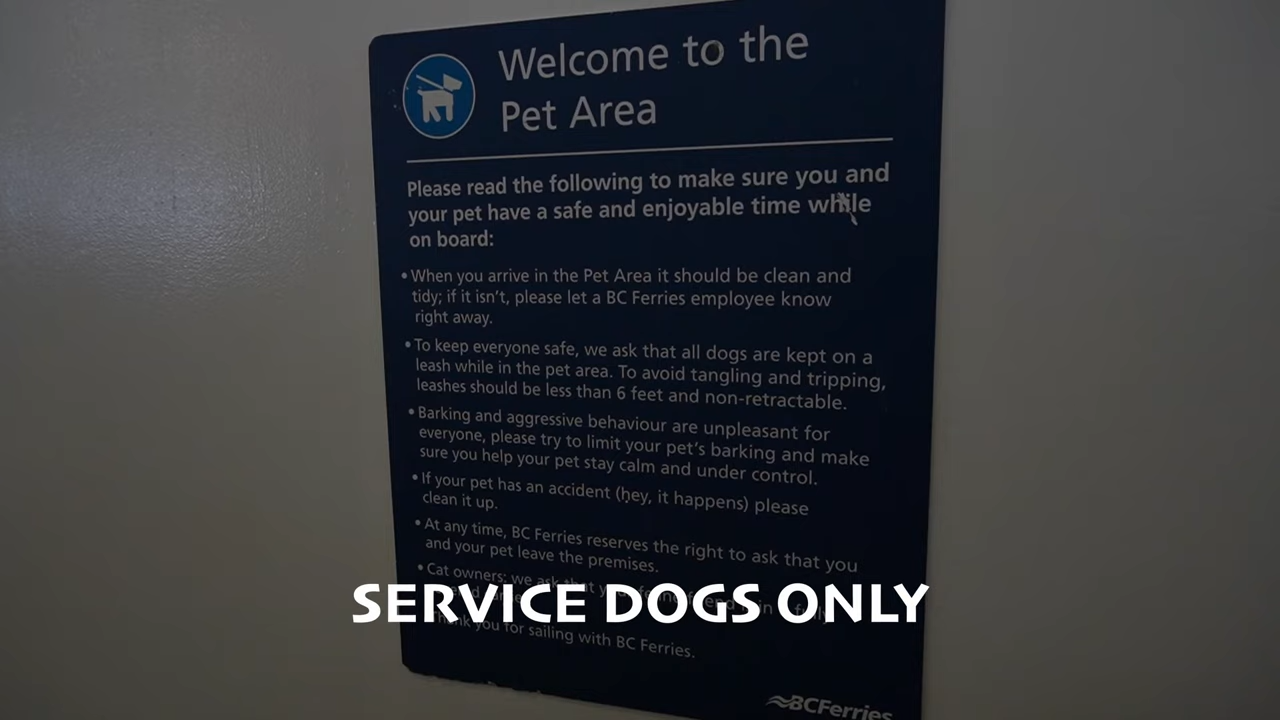 Welcome to the
Pet Area
Please read the following to make sure you and
your pet have a safe and enjoyable time while
on board:
• When you arrive in the Pet Area it should be clean and
tidy; if it isn't, please let a BC Ferries employee know
right away.
• To keep everyone safe, we ask that all dogs are kept on a
leash while in the pet area. To avoid tangling and tripping,
leashes should be less than 6 feet and non-retractable.
• Barking and aggressive behaviour are unpleasant for
everyone, please try to limit your pet's barking and make
sure you help your pet stay calm and under control.
• If your pet has an accident (hey, it happens) please
clean it up.
• At any time, BC Ferries reserves the right to ask that you
and your pet leave the premises.
• Cat owners: we ask that
SERVICE DOGS ONLY
Thank you for sailing with BC Ferries.
BCFerries